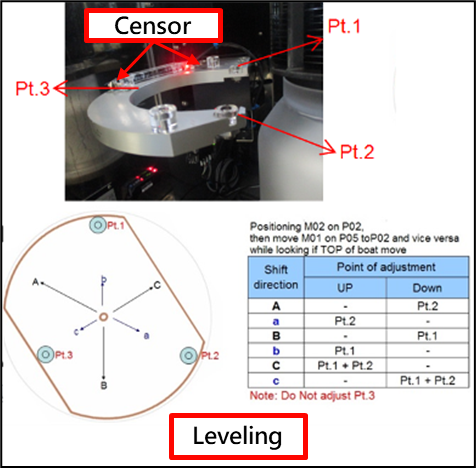 Censor
Pt.1
Pt.3
Pt.2
Positioning M02 on P02,
then move M01 on P05 toP02 and vice versa
while looking if TOP of boat move
Shift direction Point of adjustment
UP Down
A - Pt.2
a Pt.2 -
B - Pt.1
b Pt.1 -
C Pt.1 + Pt.2 -
c - Pt.1 + Pt.2
Note: Do Not adjust Pt.3
Pt.1
A
b
C
c
a
Pt.3
Pt.2
B
Leveling